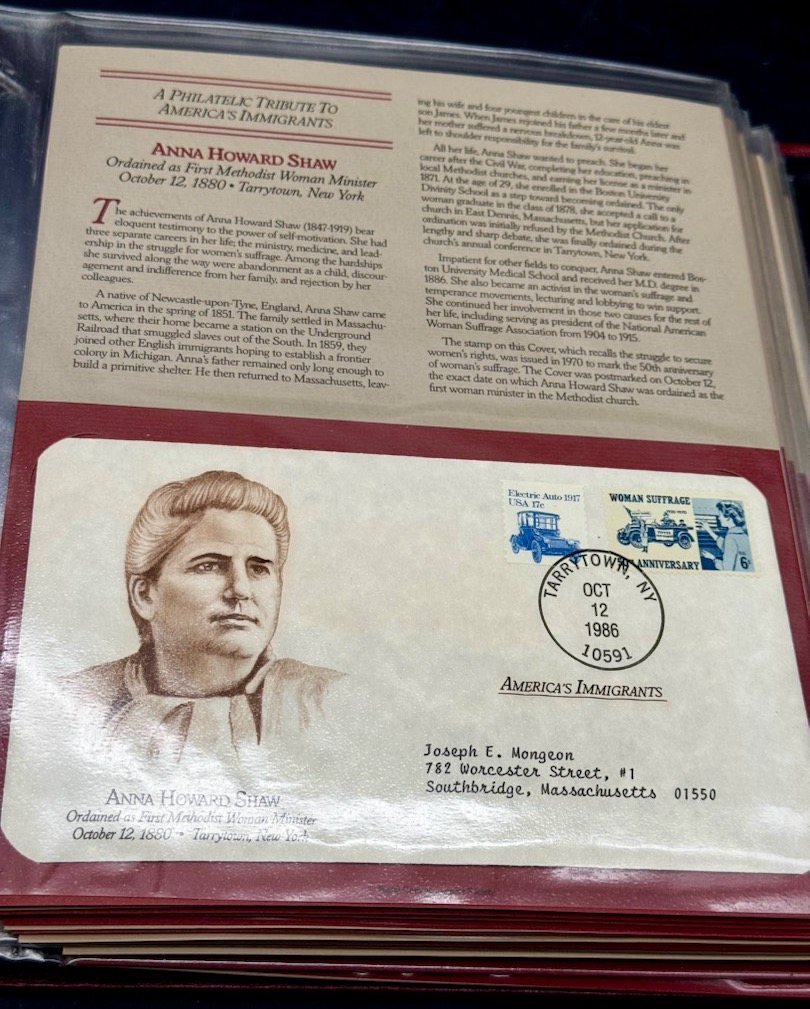 A PHILATELIC TRIBUTE TO
AMERICA'S IMMIGRANTS
ANNA HOWARD SHAW
Ordained as First Methodist Woman Minister
October 12, 1880 • Tarrytown, New York
The achievements of Anna Howard Shaw (1847-1919) bear
eloquent testimony to the power of self-motivation. She had
three separate careers in her life; the ministry, medicine, and lead-
ership in the struggle for women's suffrage. Among the hardships
she survived along the way were abandonment as a child, discour-
agement and indifference from her family, and rejection by her
colleagues.
A native of Newcastle-upon-Tyne, England, Anna Shaw came
to America in the spring of 1851. The family settled in Massachu-
setts, where their home became a station on the Underground
Railroad that smuggled slaves out of the South. In 1859, they
joined other English immigrants hoping to establish a frontier
colony in Michigan. Anna's father remained only long enough to
build a primitive shelter. He then returned to Massachusetts, leav-
ing his wife and four youngest children in the care of his eldest
son James. When James rejoined his father a few months later and
her mother suffered a nervous breakdown, 12-year-old Anna was
left to shoulder responsibility for the family's survival.
All her life, Anna Shaw wanted to preach. She began her
career after the Civil War, completing her education, preaching in
local Methodist churches, and earning her license as a minister in
1871. At the age of 29, she enrolled in the Boston University
Divinity School as a step toward becoming ordained. The only
woman graduate in the class of 1878, she accepted a call to a
church in East Dennis, Massachusetts, but her application for
ordination was initially refused by the Methodist Church. After
lengthy and sharp debate, she was finally ordained during the
church's annual conference in Tarrytown, New York.
Impatient for other fields to conquer, Anna Shaw entered Bos-
ton University Medical School and received her M.D. degree in
1886. She also became an activist in the woman's suffrage and
temperance movements, lecturing and lobbying to win support.
She continued her involvement in those two causes for the rest of
her life, including serving as president of the National American
Woman Suffrage Association from 1904 to 1915.
The stamp on this Cover, which recalls the struggle to secure
women's rights, was issued in 1970 to mark the 50th anniversary
of woman's suffrage. The Cover was postmarked on October 12,
the exact date on which Anna Howard Shaw was ordained as the
first woman minister in the Methodist church.
Electric Auto 1917
USA 17c
WOMAN SUFFRAGE
ANNIVERSARY
6¢
TARRYTOWN, NY
OCT
12
1986
10591
AMERICA'S IMMIGRANTS
Joseph E. Mongeon
782 Worcester Street, #1
Southbridge, Massachusetts 01550
ANNA HOWARD SHAW
Ordained as First Methodist Woman Minister
October 12, 1880 • Tarrytown, New York